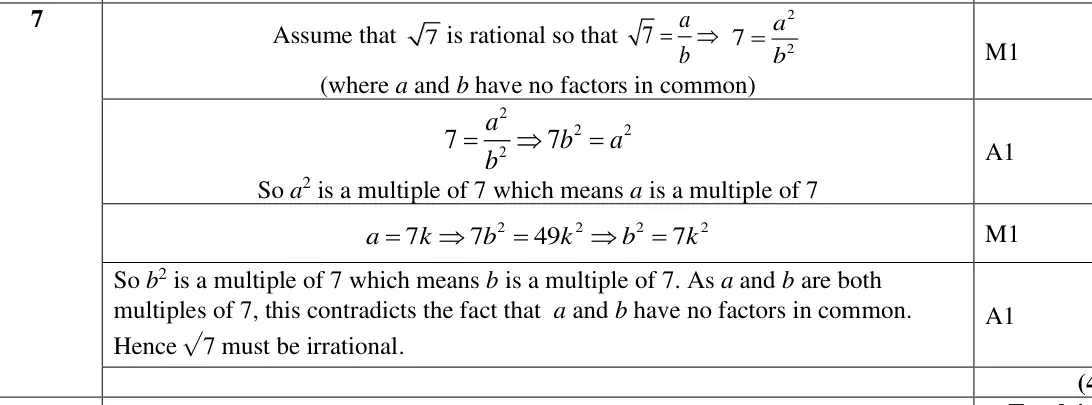 7
Assume that √7 is rational so that √7 = a/b ⇒ 7 = a²/b²
M1
(where a and b have no factors in common)
7 = a²/b² ⇒ 7b² = a²
A1
So a² is a multiple of 7 which means a is a multiple of 7
a = 7k ⇒ 7b² = 49k² ⇒ b² = 7k²
M1
So b² is a multiple of 7 which means b is a multiple of 7. As a and b are both
multiples of 7, this contradicts the fact that a and b have no factors in common.
A1
Hence √7 must be irrational.
(4